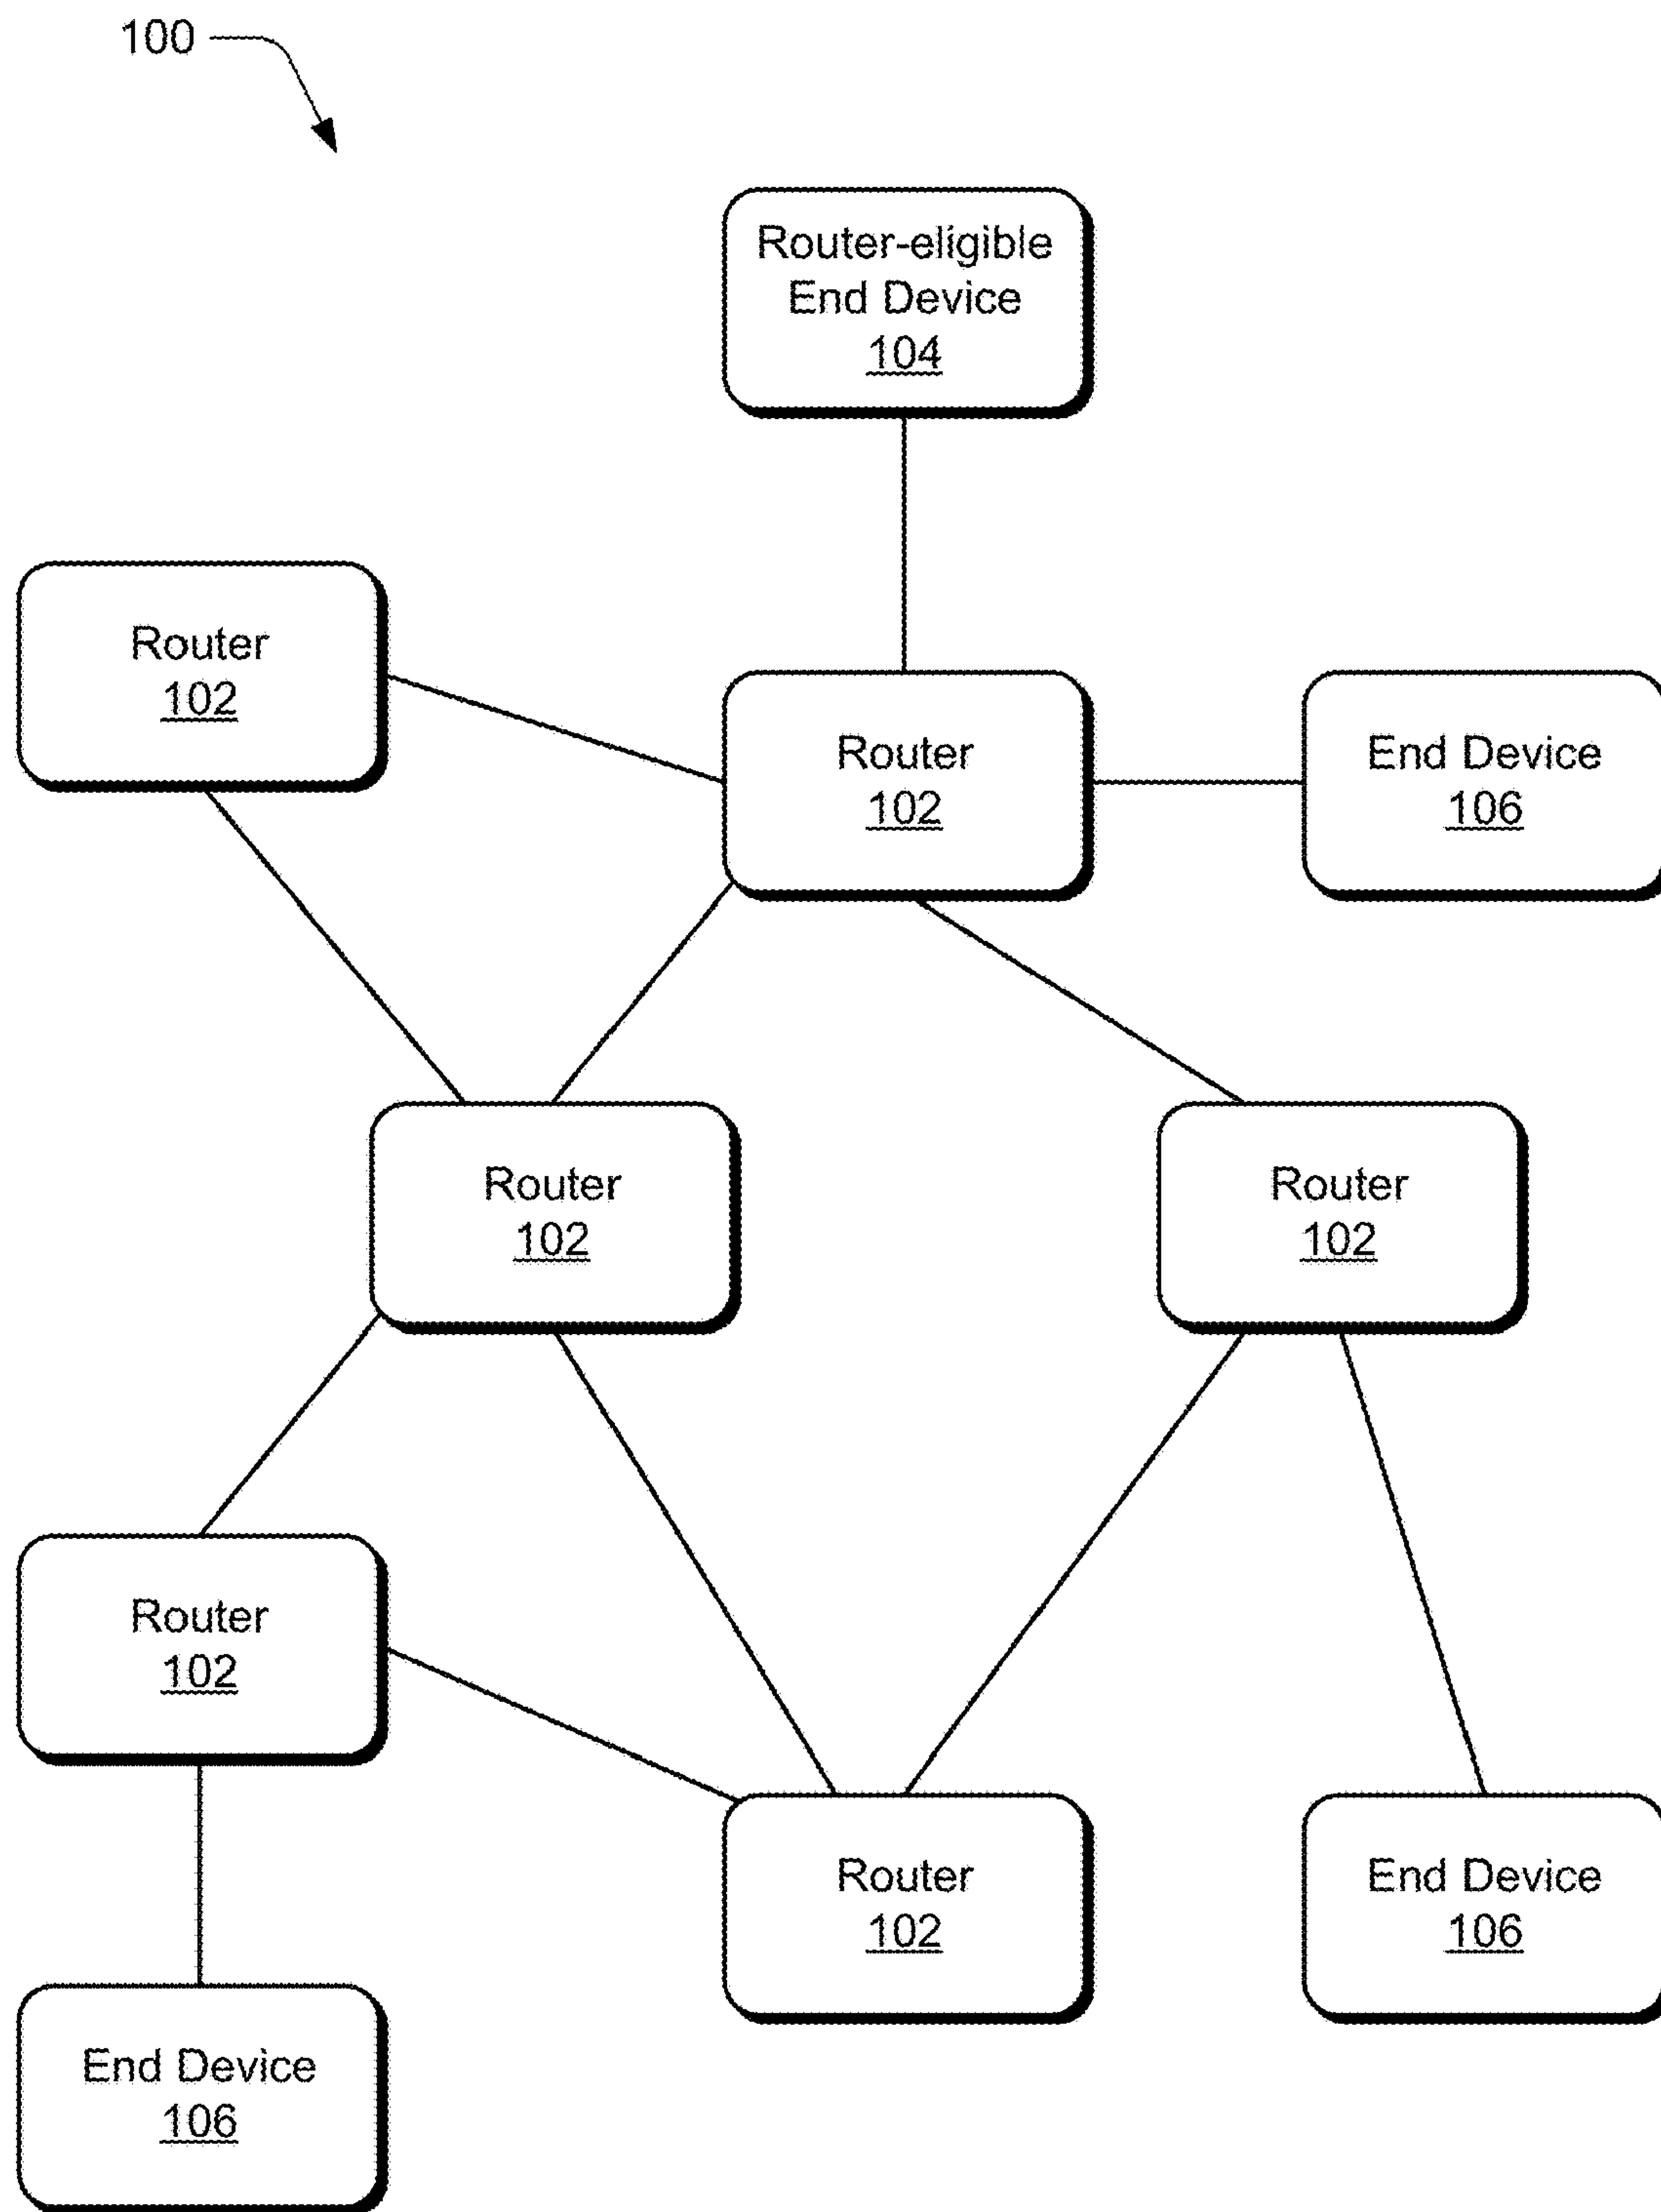 100
Router-eligible
End Device
104
Router
102
Router
102
End Device
106
Router
102
Router
102
Router
102
Router
102
End Device
106
End Device
106